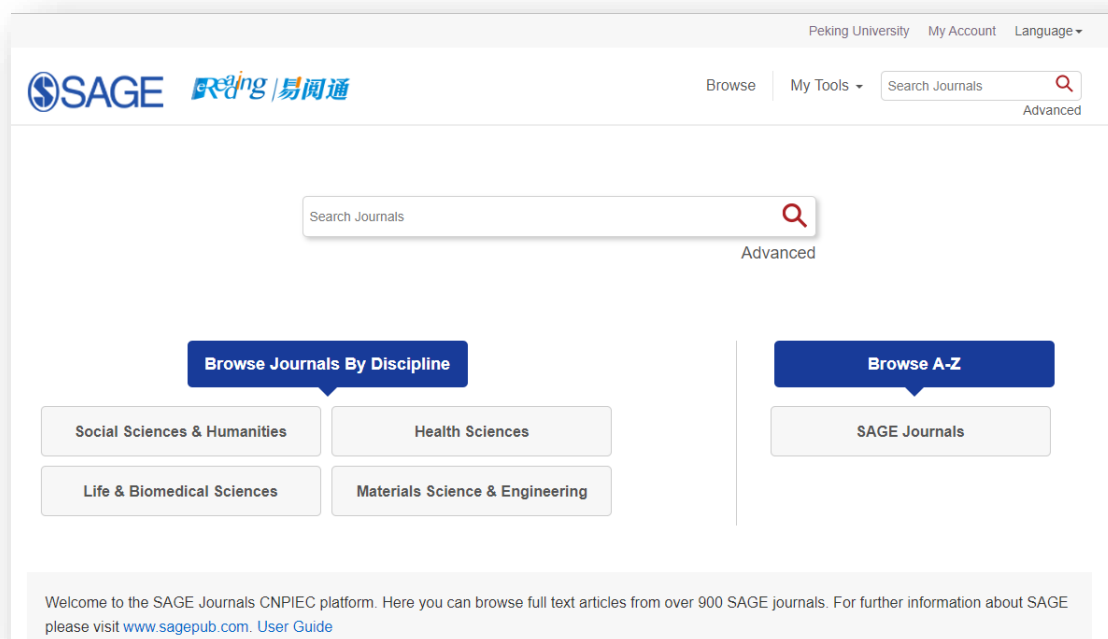 Peking University My Account Language
SAGE eReading 易阅通
Browse My Tools Search Journals
Advanced
Search Journals
Advanced
Browse Journals By Discipline Browse A-Z
Social Sciences & Humanities Health Sciences SAGE Journals
Life & Biomedical Sciences Materials Science & Engineering
Welcome to the SAGE Journals CNPIEC platform. Here you can browse full text articles from over 900 SAGE journals. For further information about SAGE
please visit www.sagepub.com. User Guide